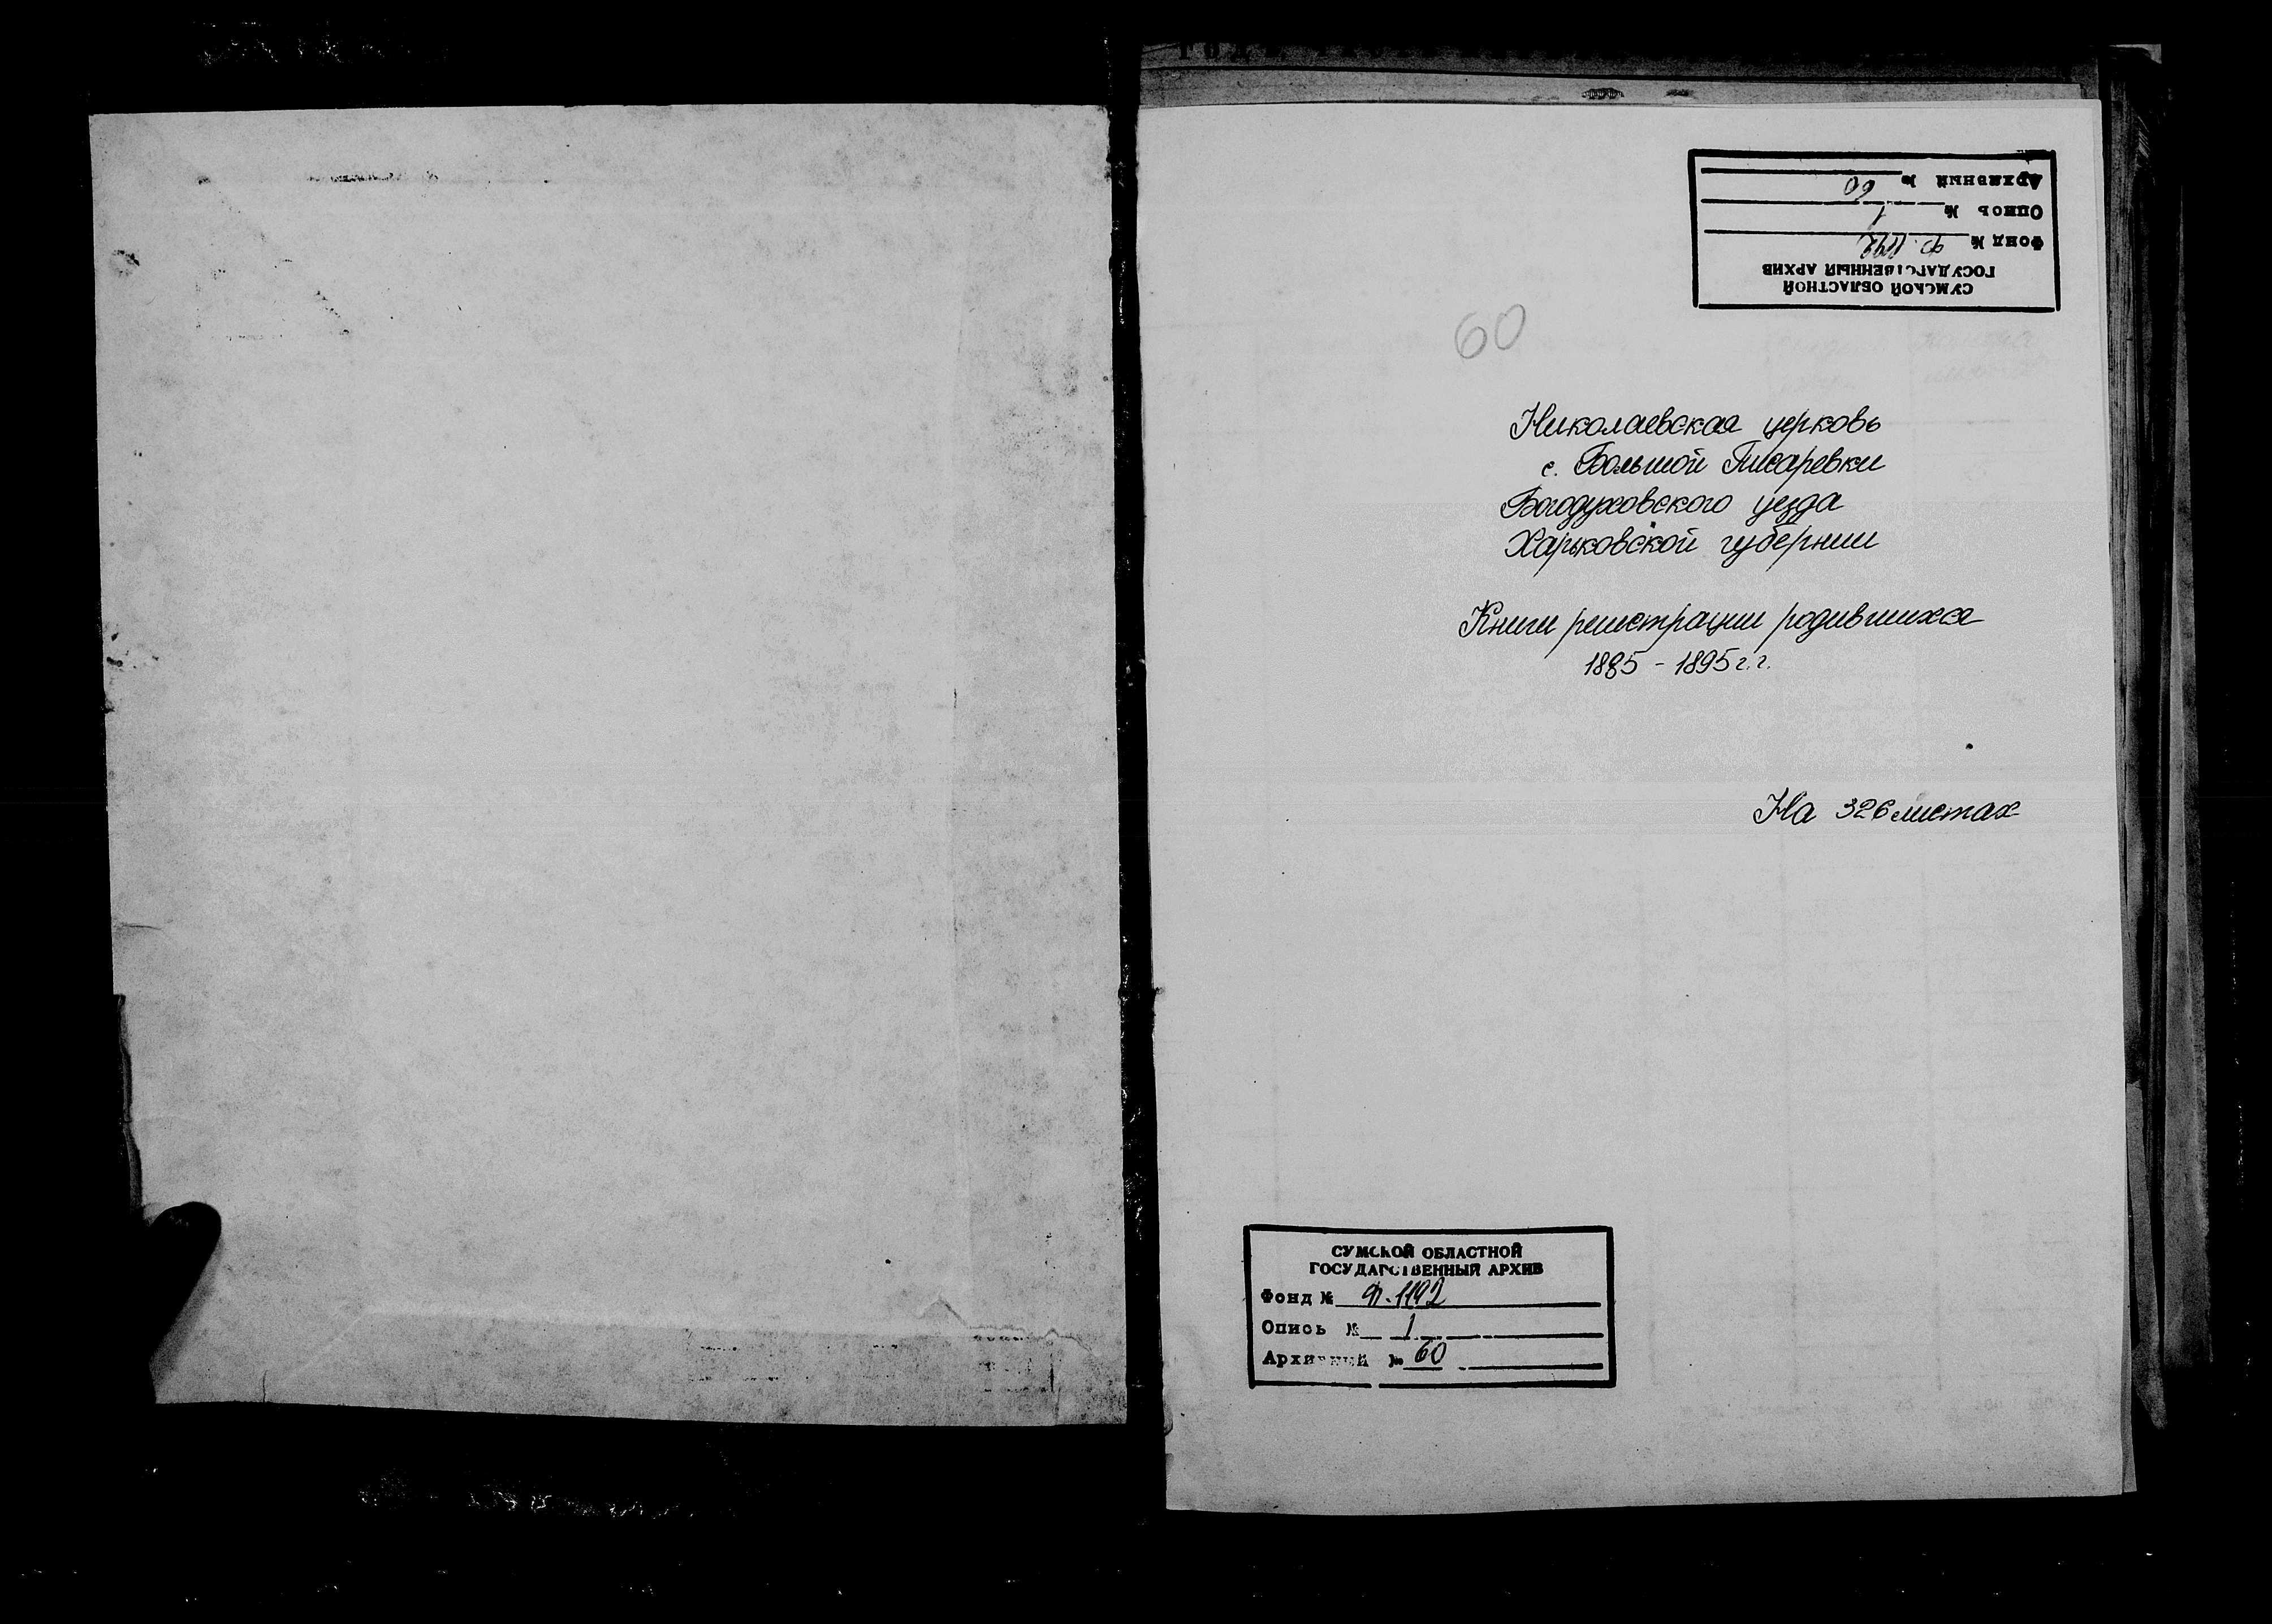 СУМСКОЙ ОБЛАСТНОЙ
ГОСУДАРСТВЕННЫЙ АРХИВ
Фонд № Ф. 1192
Опись № 1
Архивный № 60
60
Николаевская церковь
с. Большой Писаревки
Богодуховского уезда
Харьковской губернии
Книги регистрации родившихся
1885 - 1895 г.г.
На 326 листах
СУМСКОЙ ОБЛАСТНОЙ
ГОСУДАРСТВЕННЫЙ АРХИВ
Фонд № Ф. 1192
Опись № 1
Архивный № 60